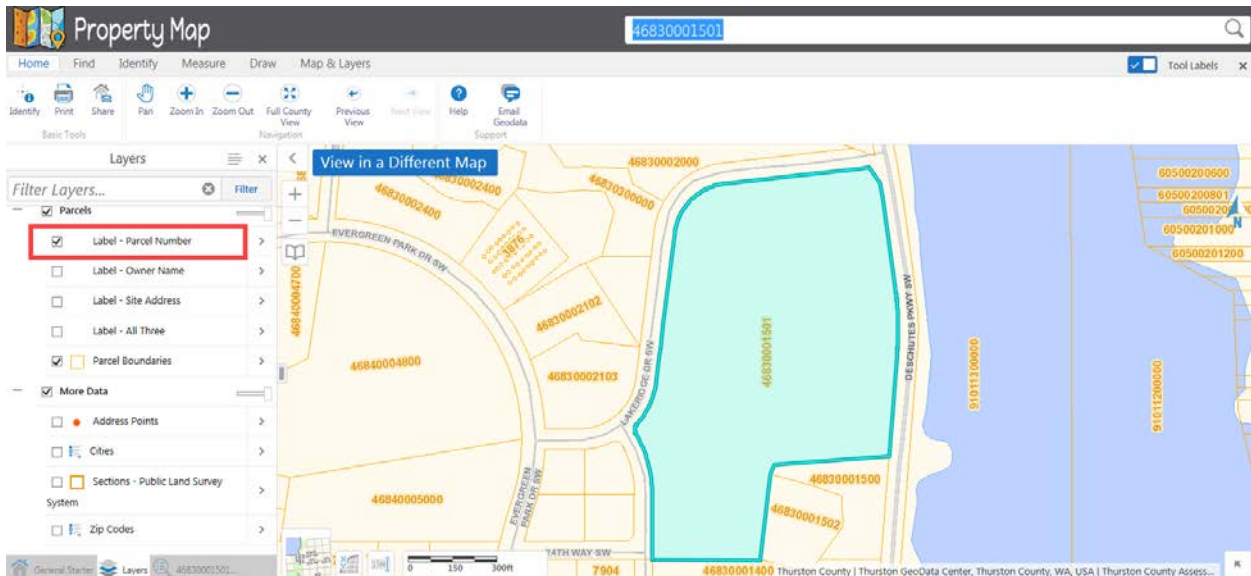 Property Map
46830001501
Home Find Identify Measure Draw Map & Layers
Tool Labels
Identify Print Share Pan Zoom In Zoom Out Full County View Previous View Next View Help Email Geodata
Basic Tools Navigation Support
Layers
View in a Different Map
Filter Layers... Filter
Parcels
Label - Parcel Number
Label - Owner Name
Label - Site Address
Label - All Three
Parcel Boundaries
More Data
Address Points
Cities
Sections - Public Land Survey System
Zip Codes
General Starter Layers 46830001501...
46830002000
46830002400
46830002400
46830300000
EVERGREEN PARK DR SW
3876
46840004700
46830002102
46840004800
46830002103
LAKERIDGE DR SW
46830001501
DESCHUTES PKWY SW
91011300000
91011200000
60500200600
60500200801
60500201000
N
60500201200
46840005000
EVERGREEN PARK DR SW
46830001500
46830001502
24TH WAY SW
7904
46830001400
0 150 300ft
Thurston County | Thurston GeoData Center, Thurston County, WA, USA | Thurston County Assess...